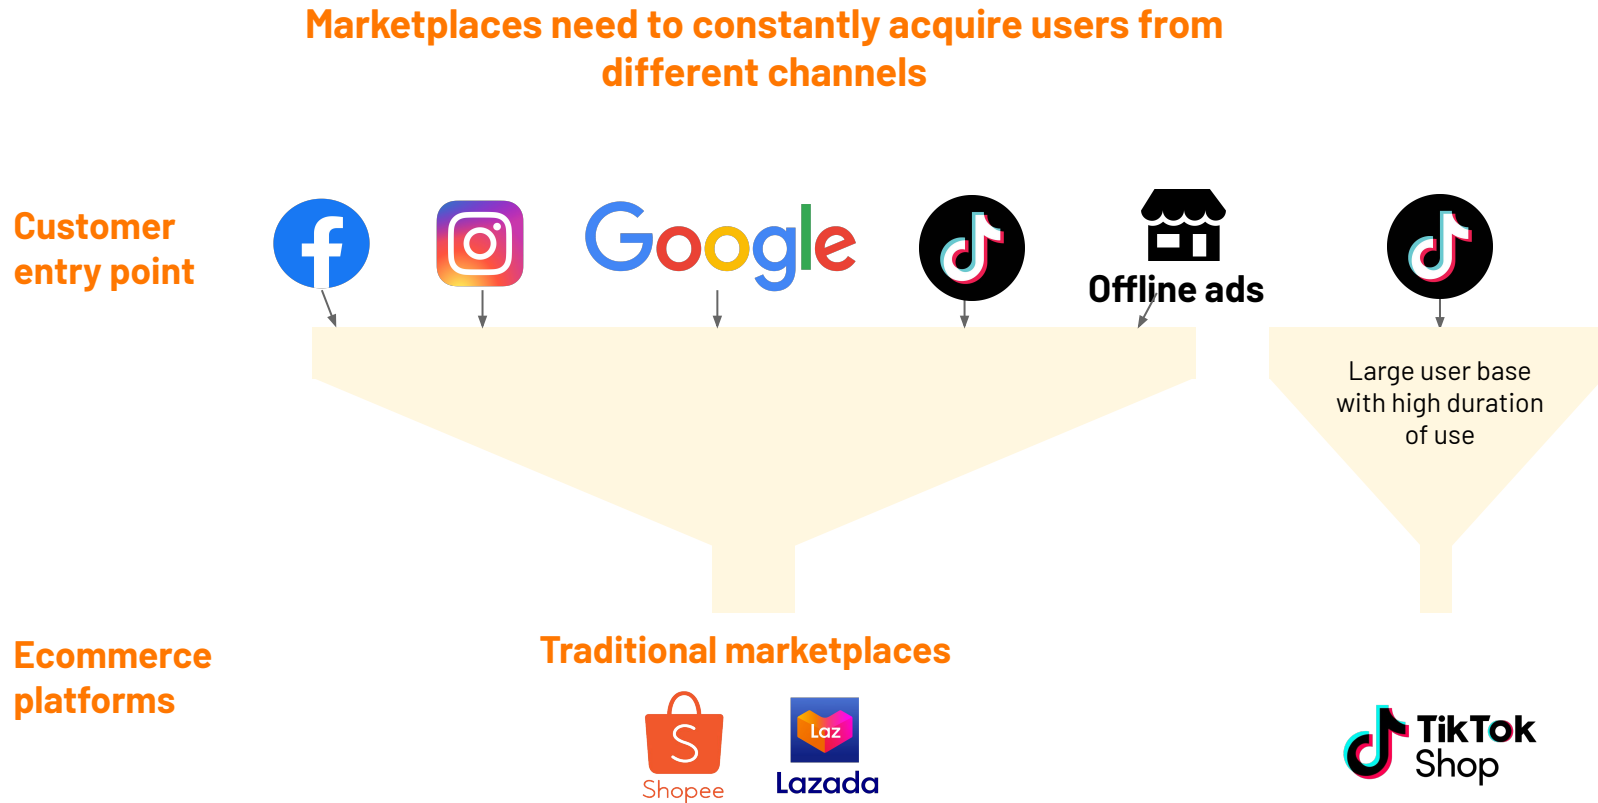 Marketplaces need to constantly acquire users from
different channels
Customer
entry point
Google
Offline ads
Large user base
with high duration
of use
Ecommerce
platforms
Traditional marketplaces
S
Shopee
Laz
Lazada
TikTok
Shop